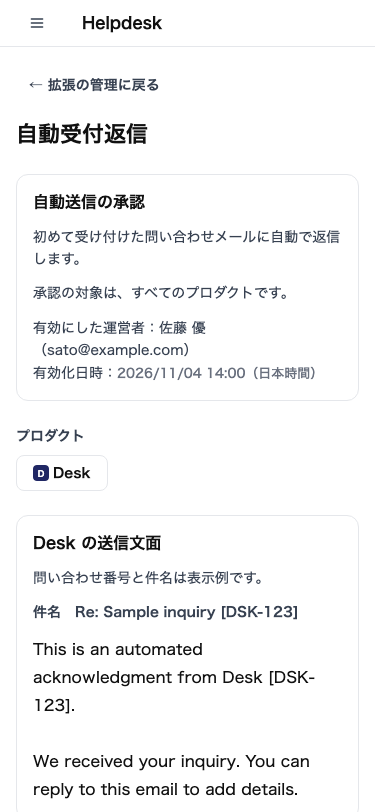 Helpdesk
← 拡張の管理に戻る
自動受付返信
自動送信の承認
初めて受け付けた問い合わせメールに自動で返信
します。
承認の対象は、すべてのプロダクトです。
有効にした運営者：佐藤 優
（sato@example.com）
有効化日時：2026/11/04 14:00（日本時間）
プロダクト
D Desk
Desk の送信文面
問い合わせ番号と件名は表示例です。
件名 Re: Sample inquiry [DSK-123]
This is an automated
acknowledgment from Desk [DSK-
123].
We received your inquiry. You can
reply to this email to add details.